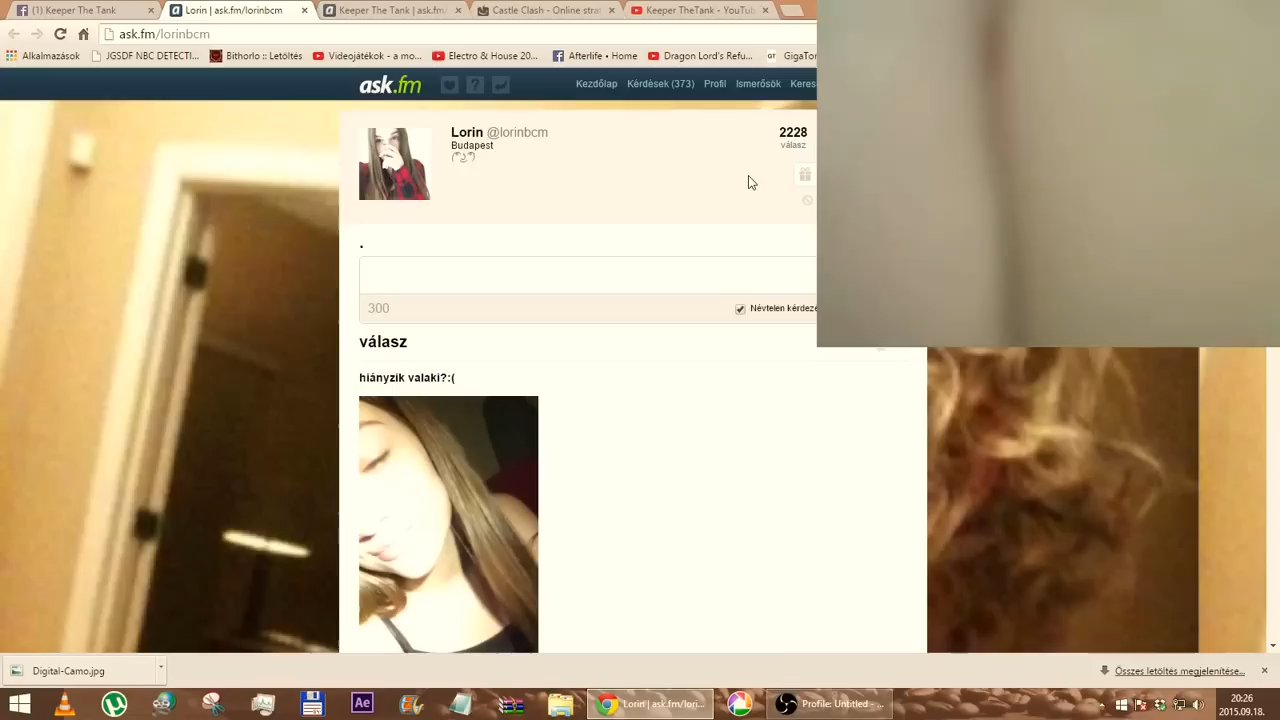 (1) Keeper The Tank
Lorin | ask.fm/lorinbcm
Keeper The Tank | ask.fm/
Castle Clash - Online strat
Keeper TheTank - YouTub
ask.fm/lorinbcm
Alkalmazások
JGSDF NBC DETECTI...
Bithorlo :: Letöltés
Videojátékok - a mo...
Electro & House 20...
Afterlife • Home
Dragon Lord's Refu...
GT GigaTor
ask.fm
Kezdőlap
Kérdések (373)
Profil
Ismerősök
Keres
Lorin @lorinbcm
Budapest
( ͡° ͜ʖ ͡°)
2228
válasz
.
300
Névtelen kérdezé
válasz
hiányzik valaki?:(
Digital-Camo.jpg
Összes letöltés megjelenítése...
Ae
Lorin | ask.fm/lori...
Profile: Untitled - ...
20:26
2015.09.18.